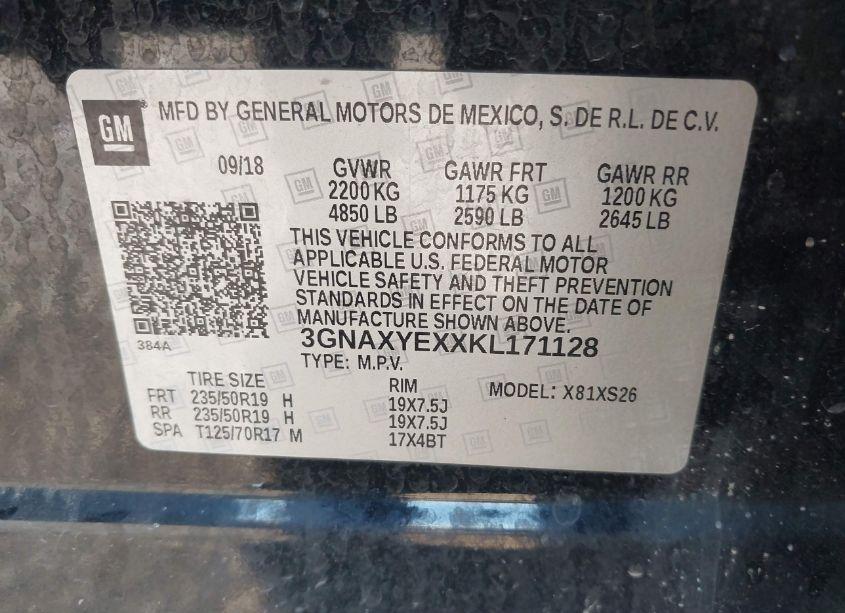 GM ® MFD BY GENERAL MOTORS DE MEXICO, S. DE R.L. DE C.V.
09/18 GVWR GAWR FRT GAWR RR
2200 KG 1175 KG 1200 KG
4850 LB 2590 LB 2645 LB
THIS VEHICLE CONFORMS TO ALL
APPLICABLE U.S. FEDERAL MOTOR
VEHICLE SAFETY AND THEFT PREVENTION
STANDARDS IN EFFECT ON THE DATE OF
MANUFACTURE SHOWN ABOVE.
384A
3GNAXYEXXKL171128
TYPE: M.P.V.
TIRE SIZE RIM MODEL: X81XS26
FRT 235/50R19 H 19X7.5J
RR 235/50R19 H 19X7.5J
SPA T125/70R17 M 17X4BT